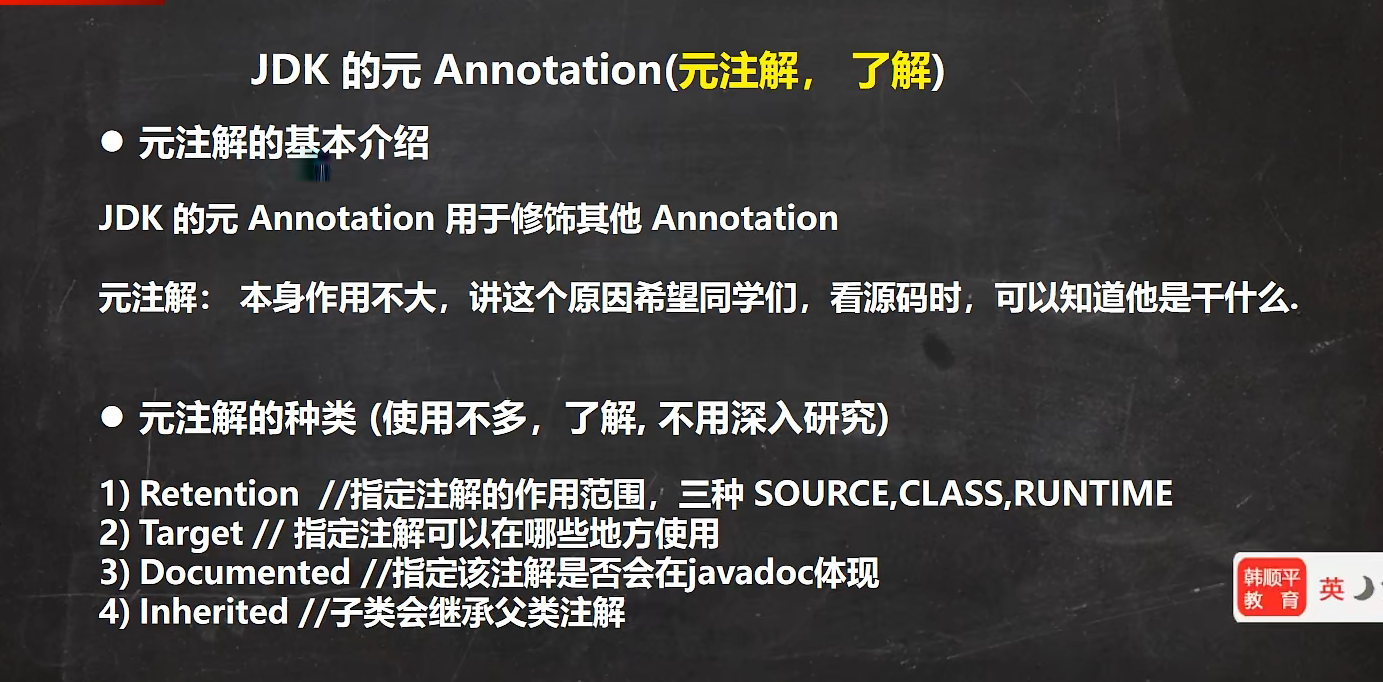 JDK 的元 Annotation(元注解， 了解)
● 元注解的基本介绍
JDK 的元 Annotation 用于修饰其他 Annotation
元注解： 本身作用不大，讲这个原因希望同学们，看源码时，可以知道他是干什么.
● 元注解的种类 (使用不多，了解, 不用深入研究)
1) Retention //指定注解的作用范围，三种 SOURCE,CLASS,RUNTIME
2) Target // 指定注解可以在哪些地方使用
3) Documented //指定该注解是否会在javadoc体现
4) Inherited //子类会继承父类注解
韩顺平
教 育
英